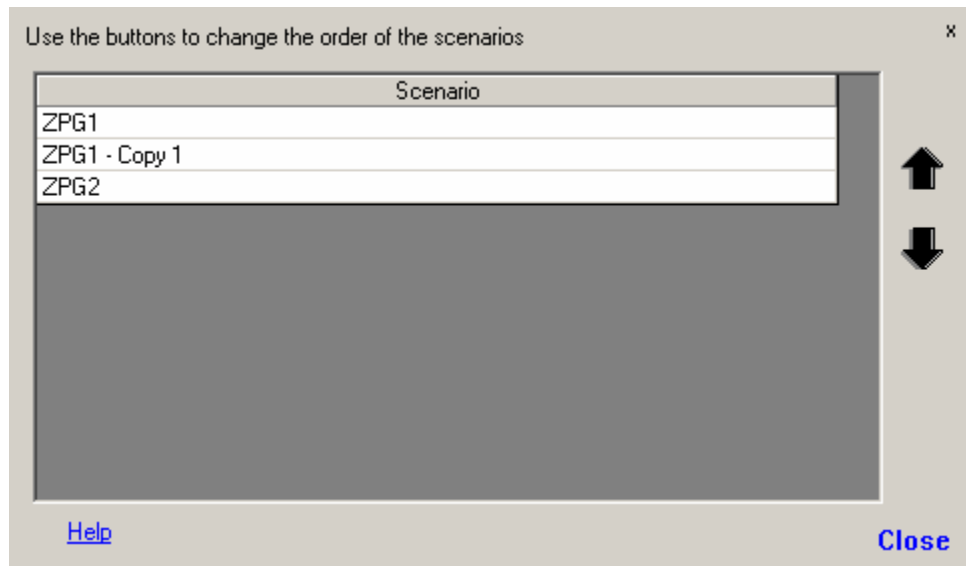 Use the buttons to change the order of the scenarios
x
Scenario
ZPG1
ZPG1 - Copy 1
ZPG2
Help
Close